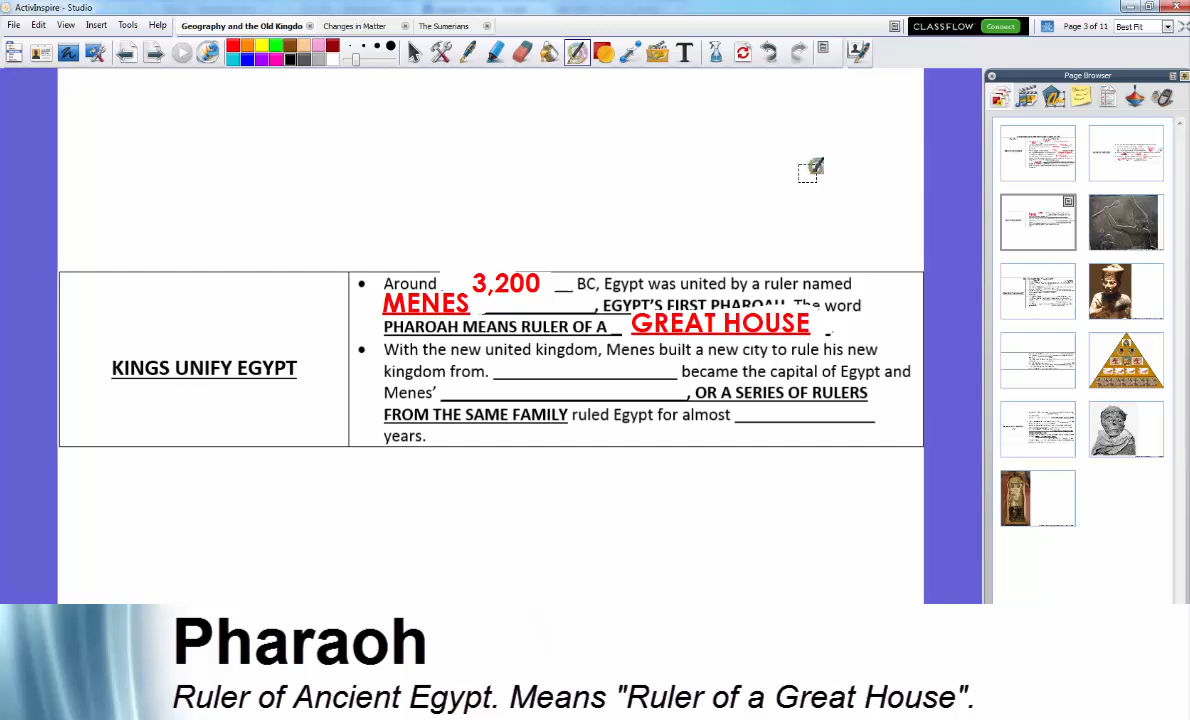 ActivInspire - Studio
File Edit View Insert Tools Help Geography and the Old Kingdo Changes in Matter The Sumerians CLASSFLOW Connect Page 3 of 11 Best Fit
Page Browser
Around 3,200 __ BC, Egypt was united by a ruler named
MENES ______________, EGYPT'S FIRST PHAROAH. The word
PHAROAH MEANS RULER OF A _ GREAT HOUSE .
With the new united kingdom, Menes built a new city to rule his new
KINGS UNIFY EGYPT
kingdom from. ____________________ became the capital of Egypt and
Menes' ___________________________, OR A SERIES OF RULERS
FROM THE SAME FAMILY ruled Egypt for almost _______________
years.
Pharaoh
Ruler of Ancient Egypt. Means "Ruler of a Great House".